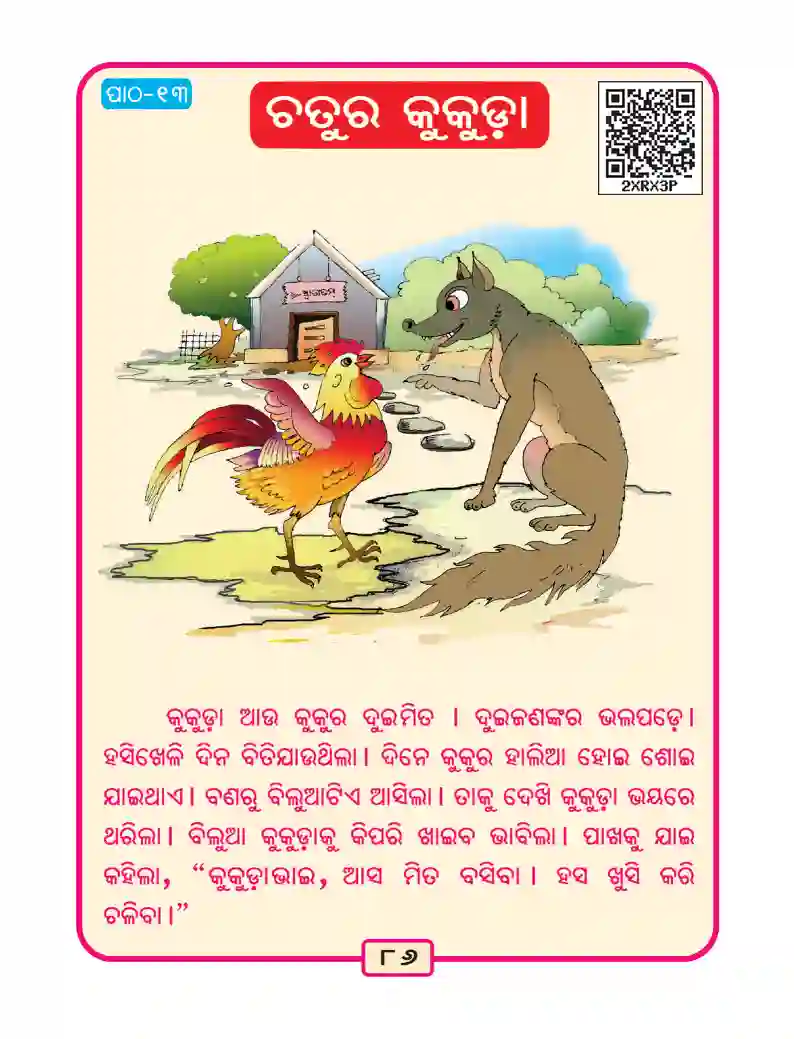 ପାଠ-୧୩
ଚତୁର କୁକୁଡ଼ା
2XRX3P
କୁକୁଡ଼ା ଆଉ କୁକୁର ଦୁଇମିତ । ଦୁଇଜଣଙ୍କର ଭଲପଡ଼େ।
ହସିଖେଳି ଦିନ ବିତିଯାଉଥିଲା। ଦିନେ କୁକୁର ହାଲିଆ ହୋଇ ଶୋଇ
ଯାଇଥାଏ। ବଣରୁ ବିଲୁଆଟିଏ ଆସିଲା। ତାକୁ ଦେଖି କୁକୁଡ଼ା ଭୟରେ
ଥରିଲା। ବିଲୁଆ କୁକୁଡ଼ାକୁ କିପରି ଖାଇବ ଭାବିଲା। ପାଖକୁ ଯାଇ
କହିଲା, “କୁକୁଡ଼ାଭାଇ, ଆସ ମିତ ବସିବା। ହସ ଖୁସି କରି
ଚଳିବା।”
୮୬